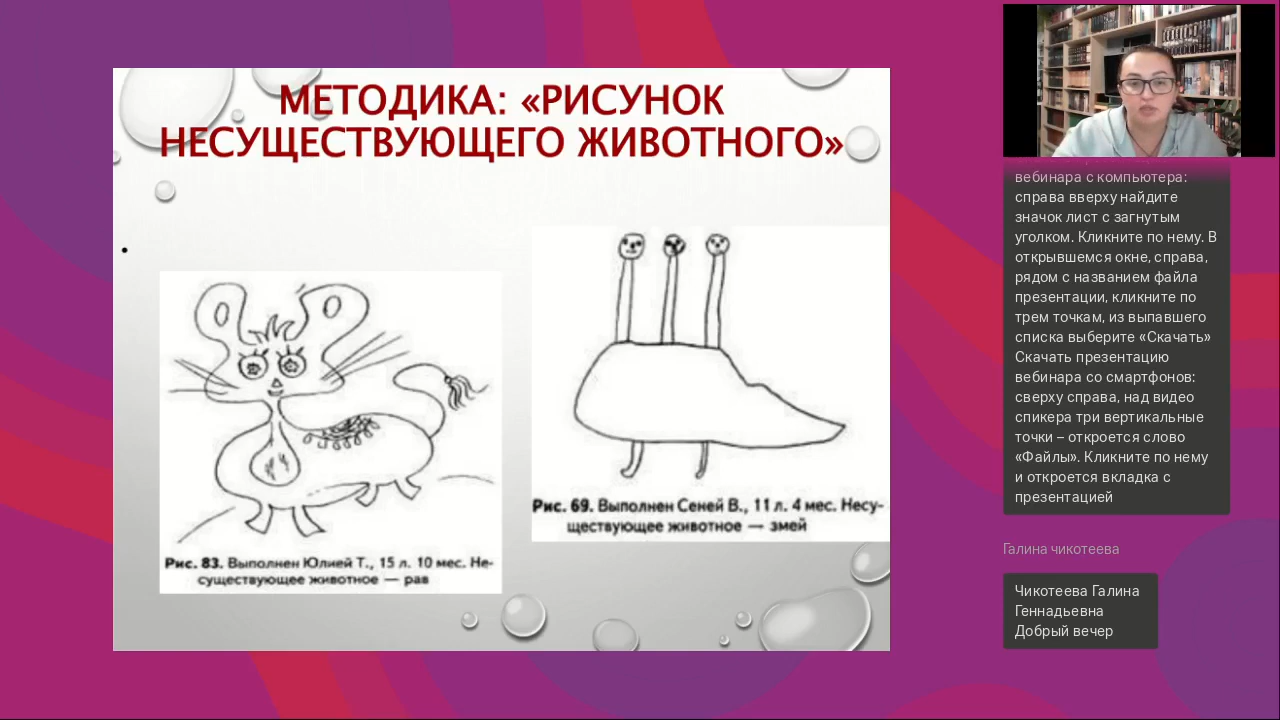 МЕТОДИКА: «РИСУНОК
НЕСУЩЕСТВУЮЩЕГО ЖИВОТНОГО»
Рис. 83. Выполнен Юлией Т., 15 л. 10 мес. Не-
существующее животное — рав
Рис. 69. Выполнен Сеней В., 11 л. 4 мес. Несу-
ществующее животное — змей
вебинара с компьютера:
справа вверху найдите
значок лист с загнутым
уголком. Кликните по нему. В
открывшемся окне, справа,
рядом с названием файла
презентации, кликните по
трем точкам, из выпавшего
списка выберите «Скачать»
Скачать презентацию
вебинара со смартфонов:
сверху справа, над видео
спикера три вертикальные
точки – откроется слово
«Файлы». Кликните по нему
и откроется вкладка с
презентацией
Галина чикотеева
Чикотеева Галина
Геннадьевна
Добрый вечер